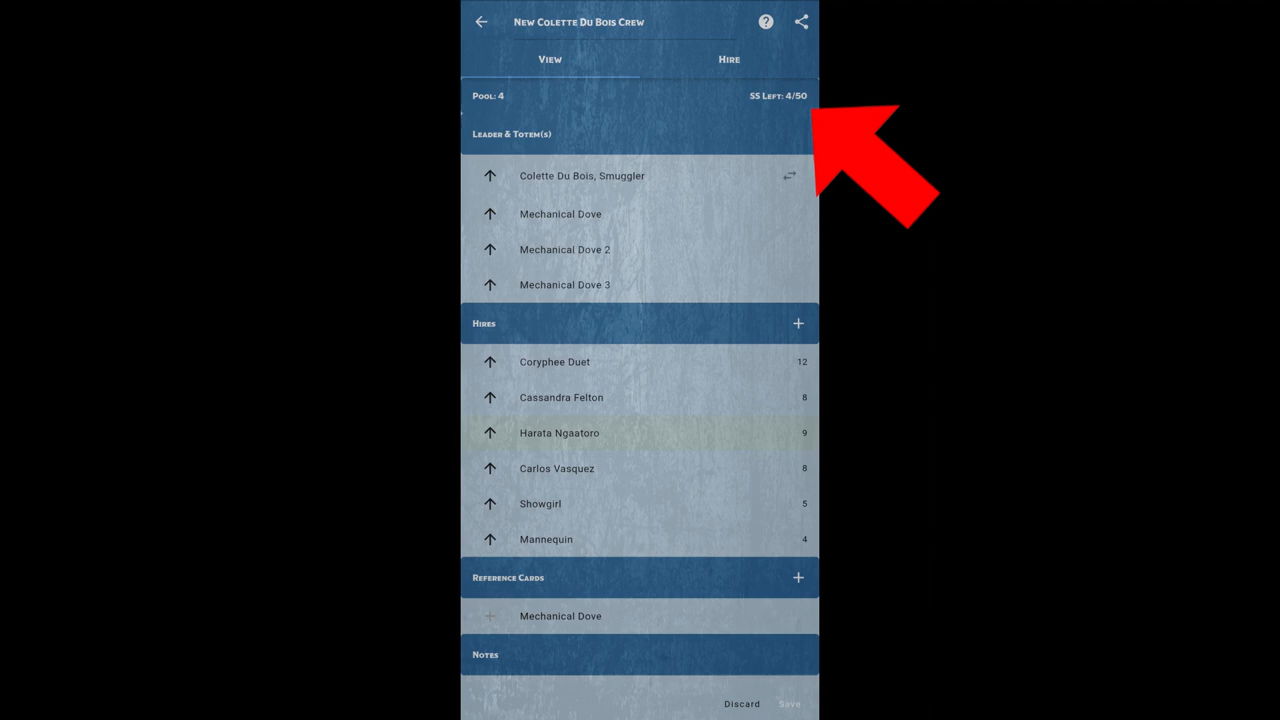 New Colette Du Bois Crew
View Hire
Pool: 4 SS Left: 4/50
Leader & Totem(s)
Colette Du Bois, Smuggler
Mechanical Dove
Mechanical Dove 2
Mechanical Dove 3
Hires
Coryphee Duet 12
Cassandra Felton 8
Harata Ngaatoro 9
Carlos Vasquez 8
Showgirl 5
Mannequin 4
Reference Cards
Mechanical Dove
Notes
Discard Save